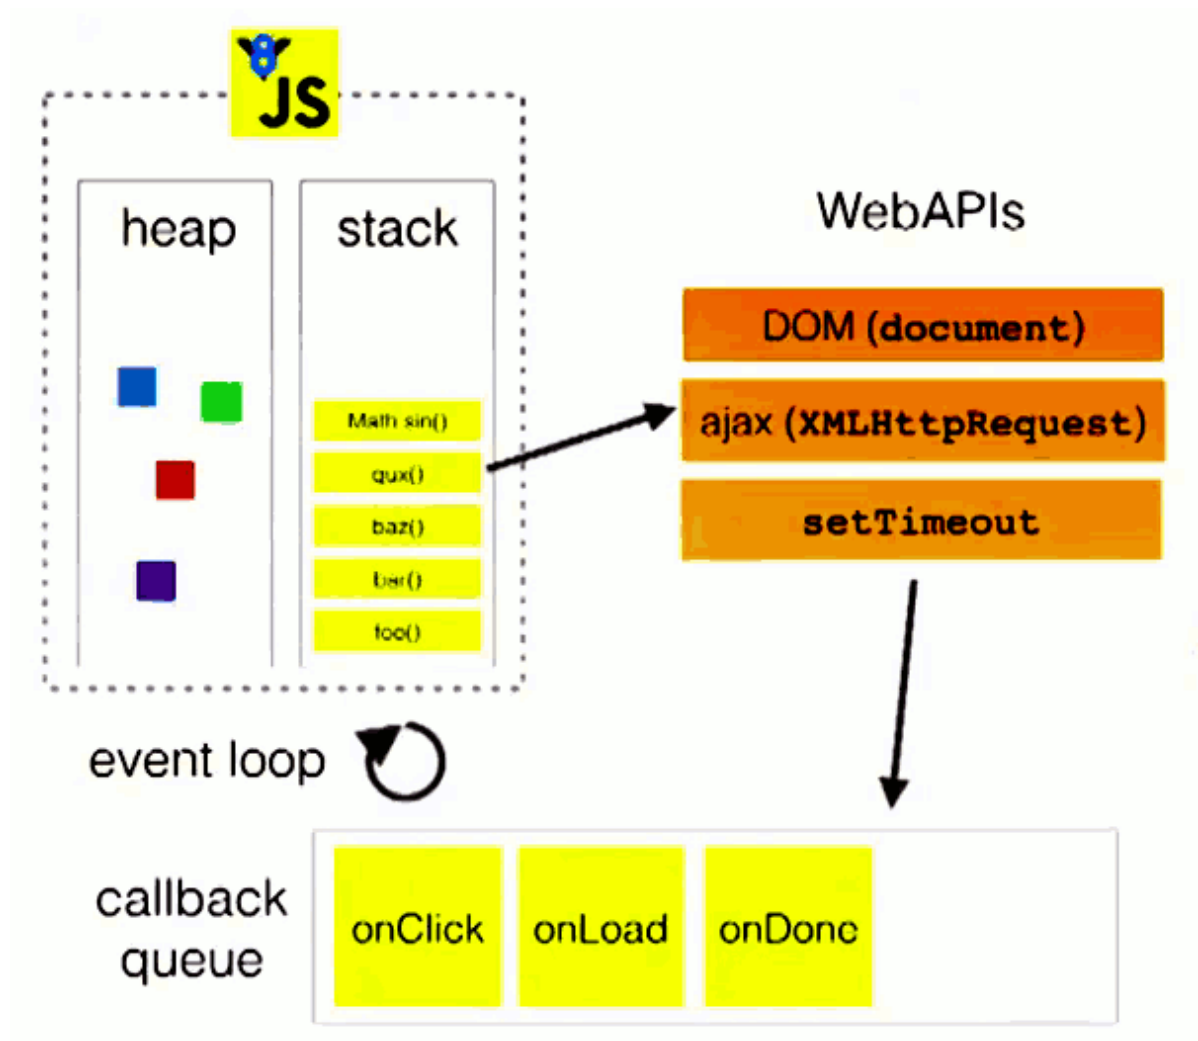 8
JS
heap
stack
WebAPIs
Math sin()
qux()
baz()
bar()
foo()
DOM (document)
ajax (XMLHttpRequest)
setTimeout
event loop
callback
queue
onClick
onLoad
onDone